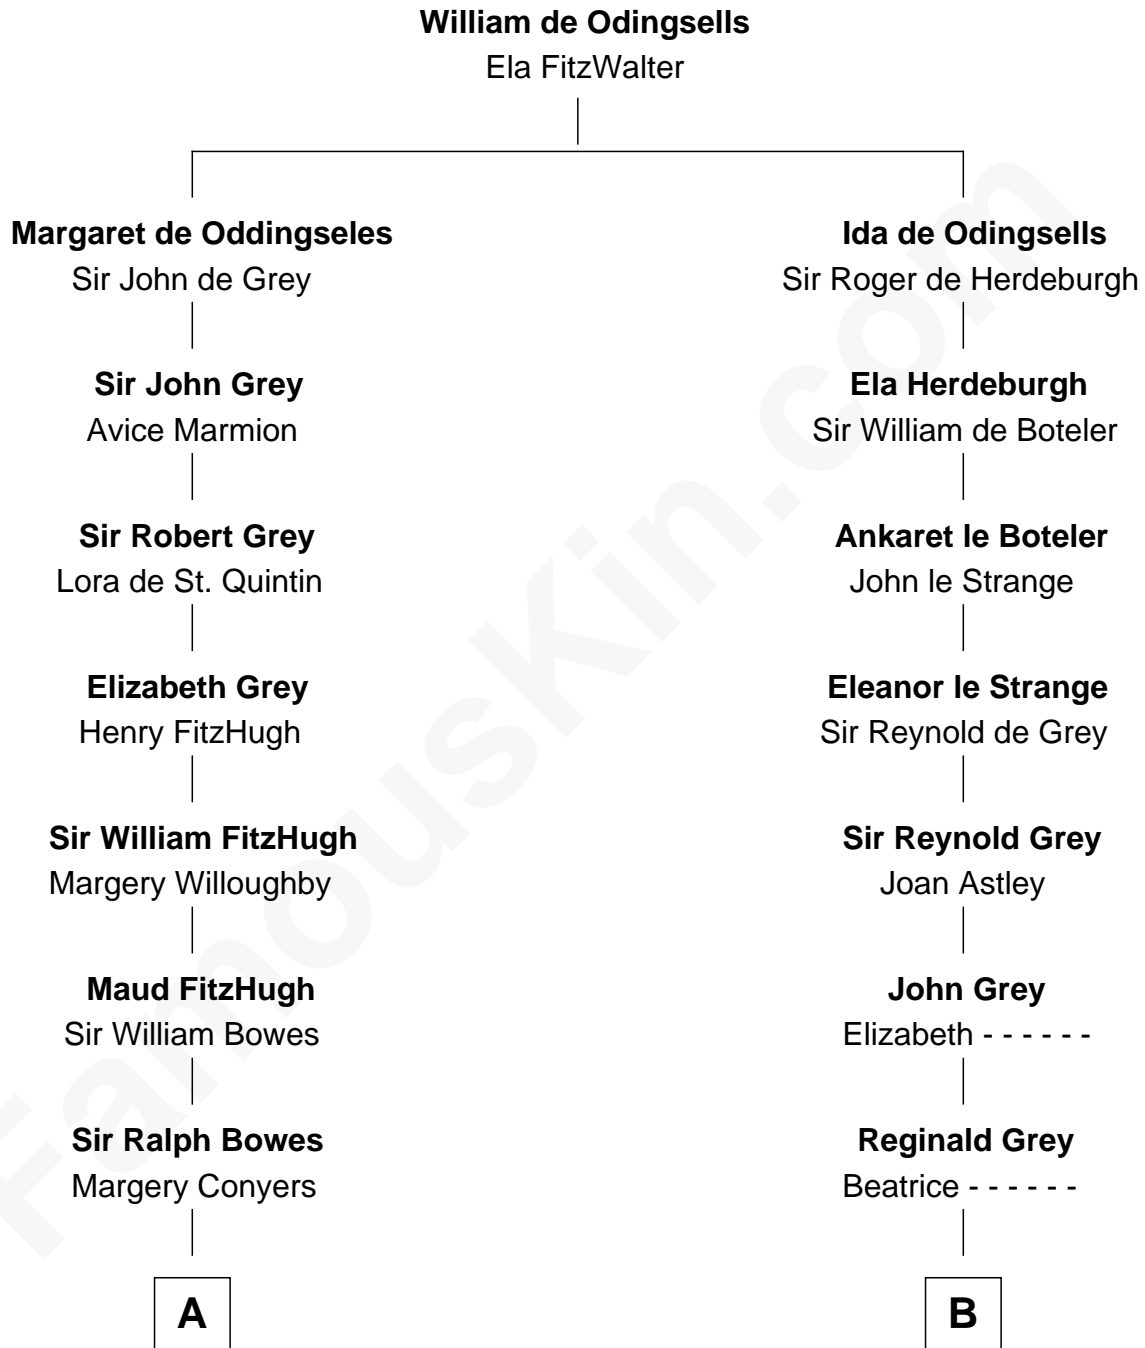 William de Odingsells
Ela FitzWalter
Margaret de Oddingseles
Sir John de Grey
Ida de Odingsells
Sir Roger de Herdeburgh
Sir John Grey
Avice Marmion
Ela Herdeburgh
Sir William de Boteler
Sir Robert Grey
Lora de St. Quintin
Ankaret le Boteler
John le Strange
Elizabeth Grey
Henry FitzHugh
Eleanor le Strange
Sir Reynold de Grey
Sir William FitzHugh
Margery Willoughby
Sir Reynold Grey
Joan Astley
Maud FitzHugh
Sir William Bowes
John Grey
Elizabeth - - - - - -
Sir Ralph Bowes
Margery Conyers
Reginald Grey
Beatrice - - - - - -
A
B
FamousKin.com